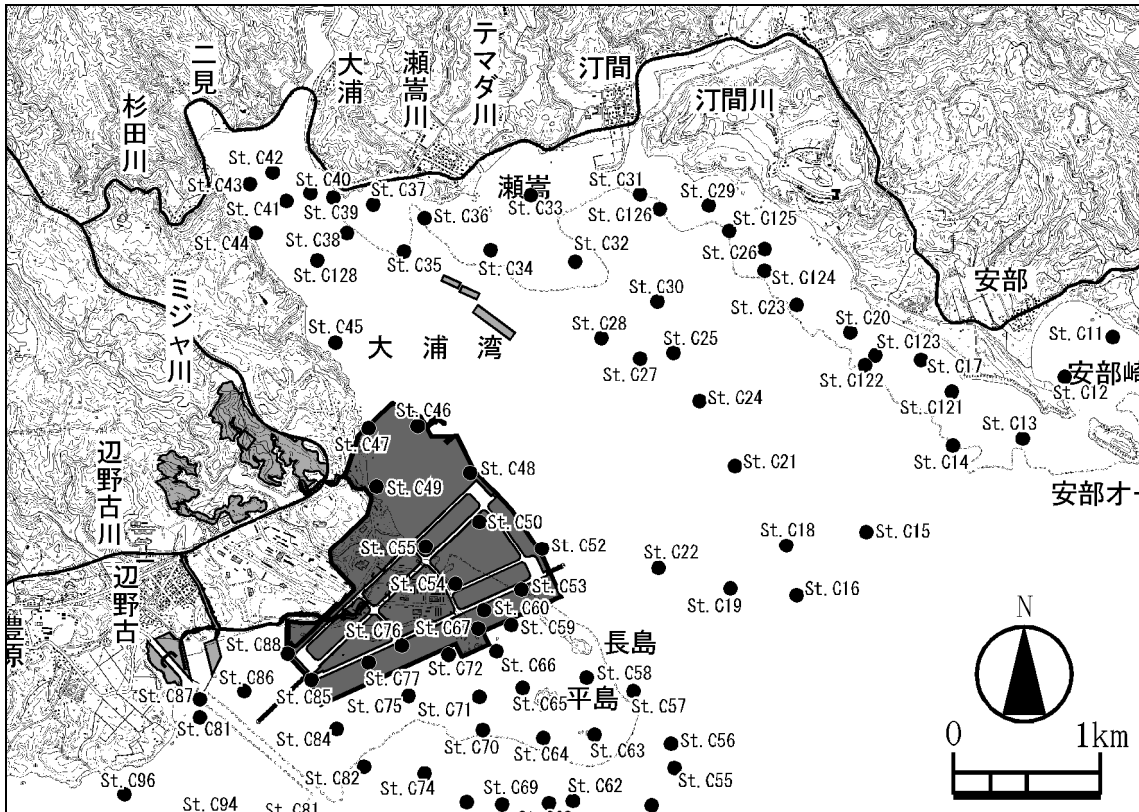 二見
大浦
瀬嵩川
テマダ川
汀間
汀間川
杉田川
St. C42
St. C43
St. C40
St. C37
St. C41
St. C39
St. C36
瀬嵩
St. C33
St. C31
St. C29
St. C126
St. C125
St. C44
St. C38
St. C128
St. C35
St. C34
St. C32
St. C26
St. C124
安部
ミジャ川
St. C30
St. C23
St. C45
大浦湾
St. C28
St. C25
St. C27
St. C20
St. C123
St. C122
St. C17
St. C11
安部崎
St. C12
St. C24
St. C121
St. C46
St. C47
St. C13
St. C14
St. C48
St. C21
St. C49
安部オー
辺野古川
St. C50
St. C18
St. C15
St. C55
St. C52
St. C22
St. C54
St. C53
St. C19
St. C16
辺野古
豊原
St. C60
St. C76
St. C67
St. C59
長島
N
St. C88
St. C72
St. C66
St. C58
St. C77
St. C86
St. C87
St. C85
St. C75
St. C71
St. C65
平島
St. C57
St. C81
St. C84
St. C70
St. C64
St. C63
St. C56
0 1km
St. C82
St. C74
St. C55
St. C96
St. C69
St. C62
St. C94
St. C81